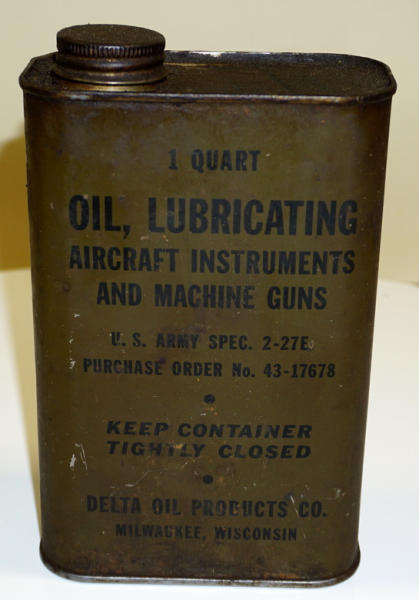 1 QUART
OIL, LUBRICATING
AIRCRAFT INSTRUMENTS
AND MACHINE GUNS
U. S. ARMY SPEC. 2-27E
PURCHASE ORDER No. 43-17678
•
KEEP CONTAINER
TIGHTLY CLOSED
•
DELTA OIL PRODUCTS CO.
MILWAUKEE, WISCONSIN